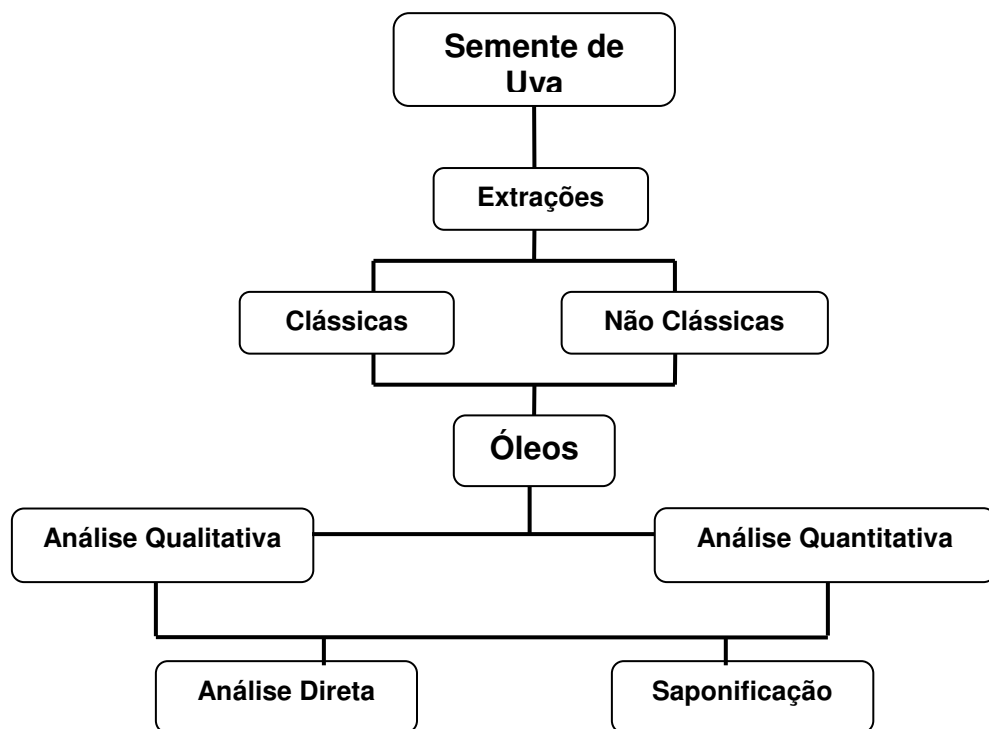 Semente de
Uva
Extrações
Clássicas
Não Clássicas
Óleos
Análise Qualitativa
Análise Quantitativa
Análise Direta
Saponificação